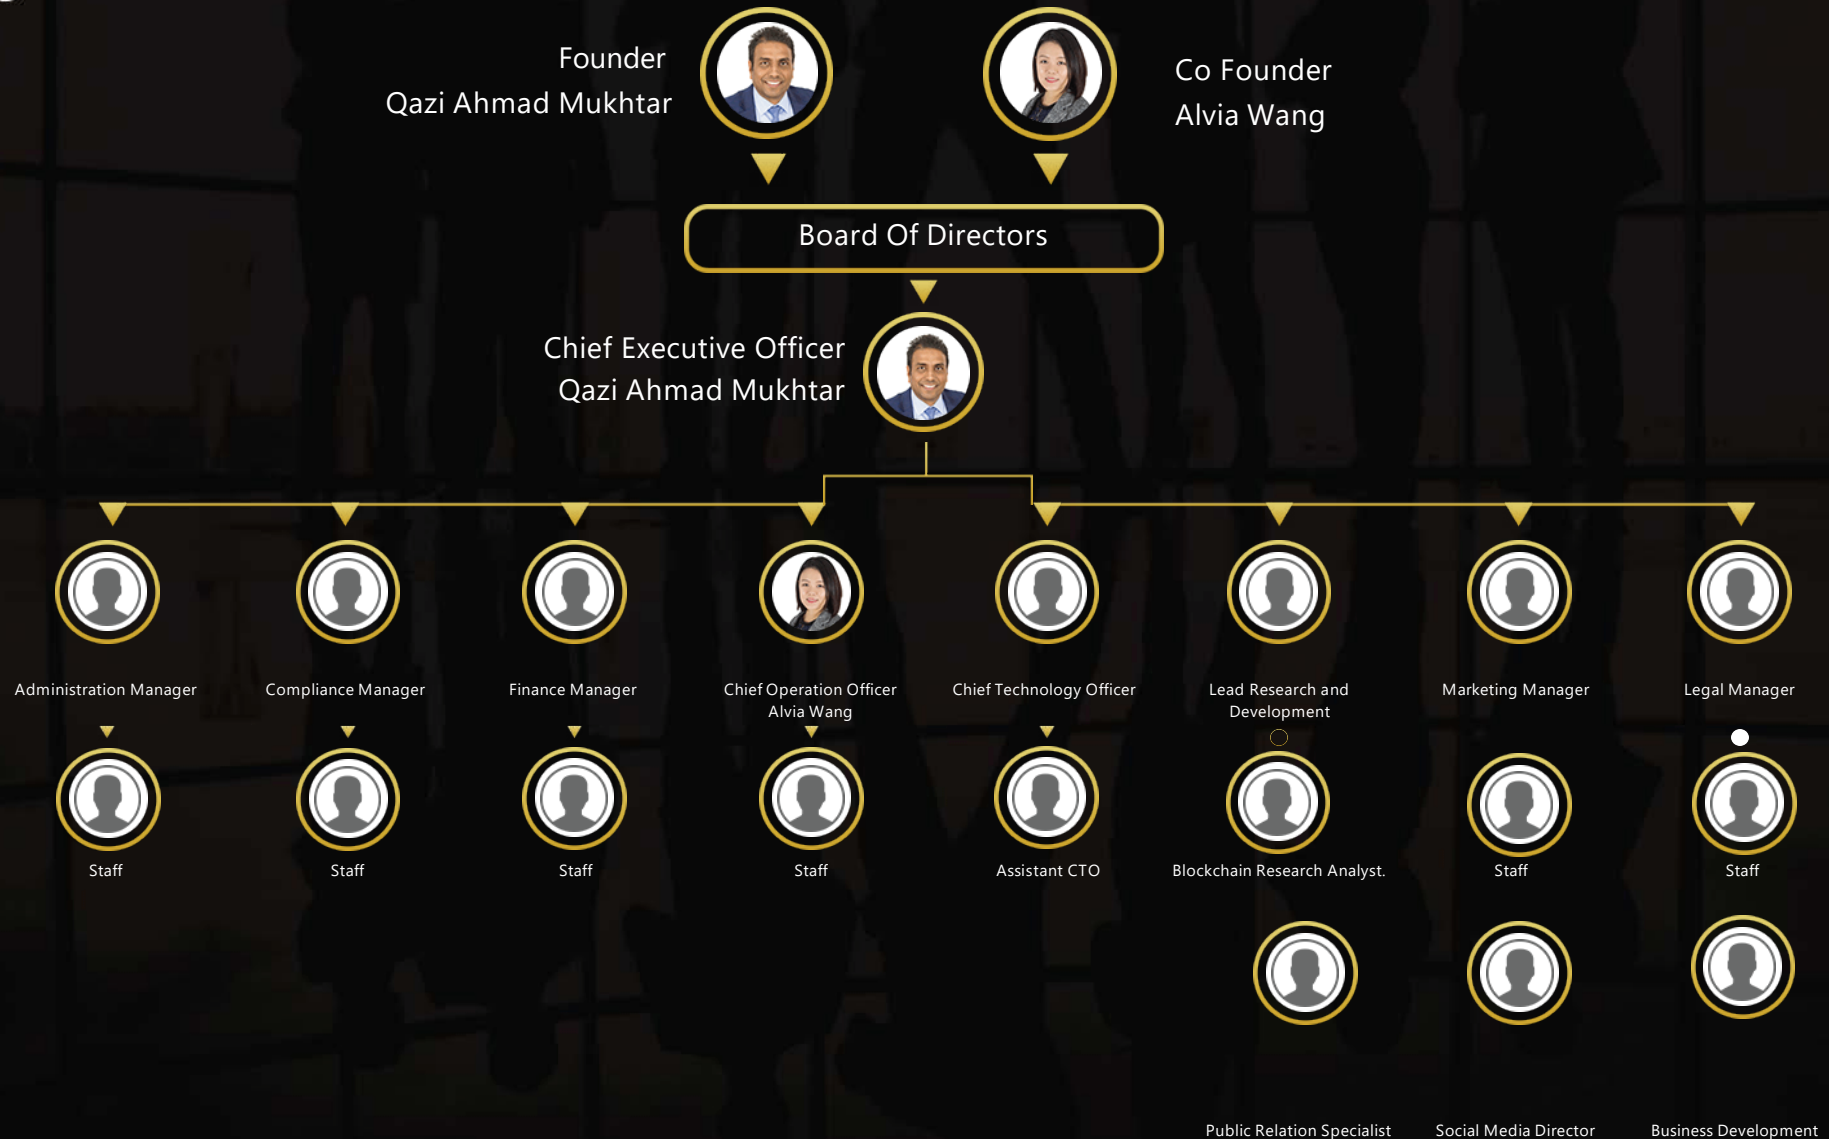 Founder
Qazi Ahmad Mukhtar
Co Founder
Alvia Wang
Board Of Directors
Chief Executive Officer
Qazi Ahmad Mukhtar
Administration Manager
Compliance Manager
Finance Manager
Chief Operation Officer
Alvia Wang
Chief Technology Officer
Lead Research and
Development
Marketing Manager
Legal Manager
Staff
Staff
Staff
Staff
Assistant CTO
Blockchain Research Analyst.
Staff
Staff
Public Relation Specialist
Social Media Director
Business Development